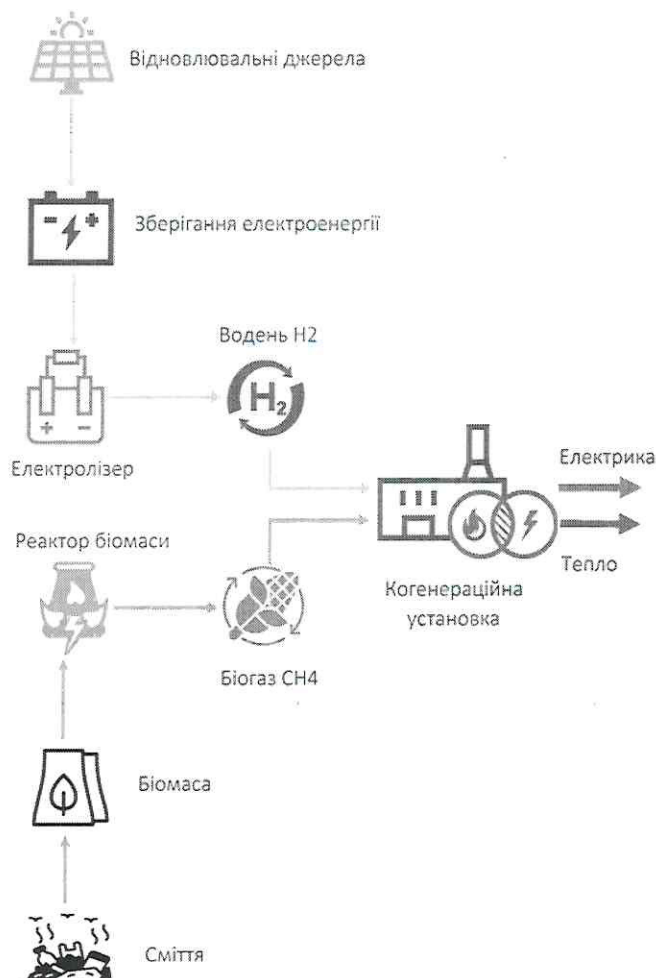 Відновлювальні джерела
Зберігання електроенергії
Водень H2
H2
Електролізер
Електрика
Реактор біомаси
Тепло
Когенераційна
установка
Біогаз CH4
Біомаса
Сміття